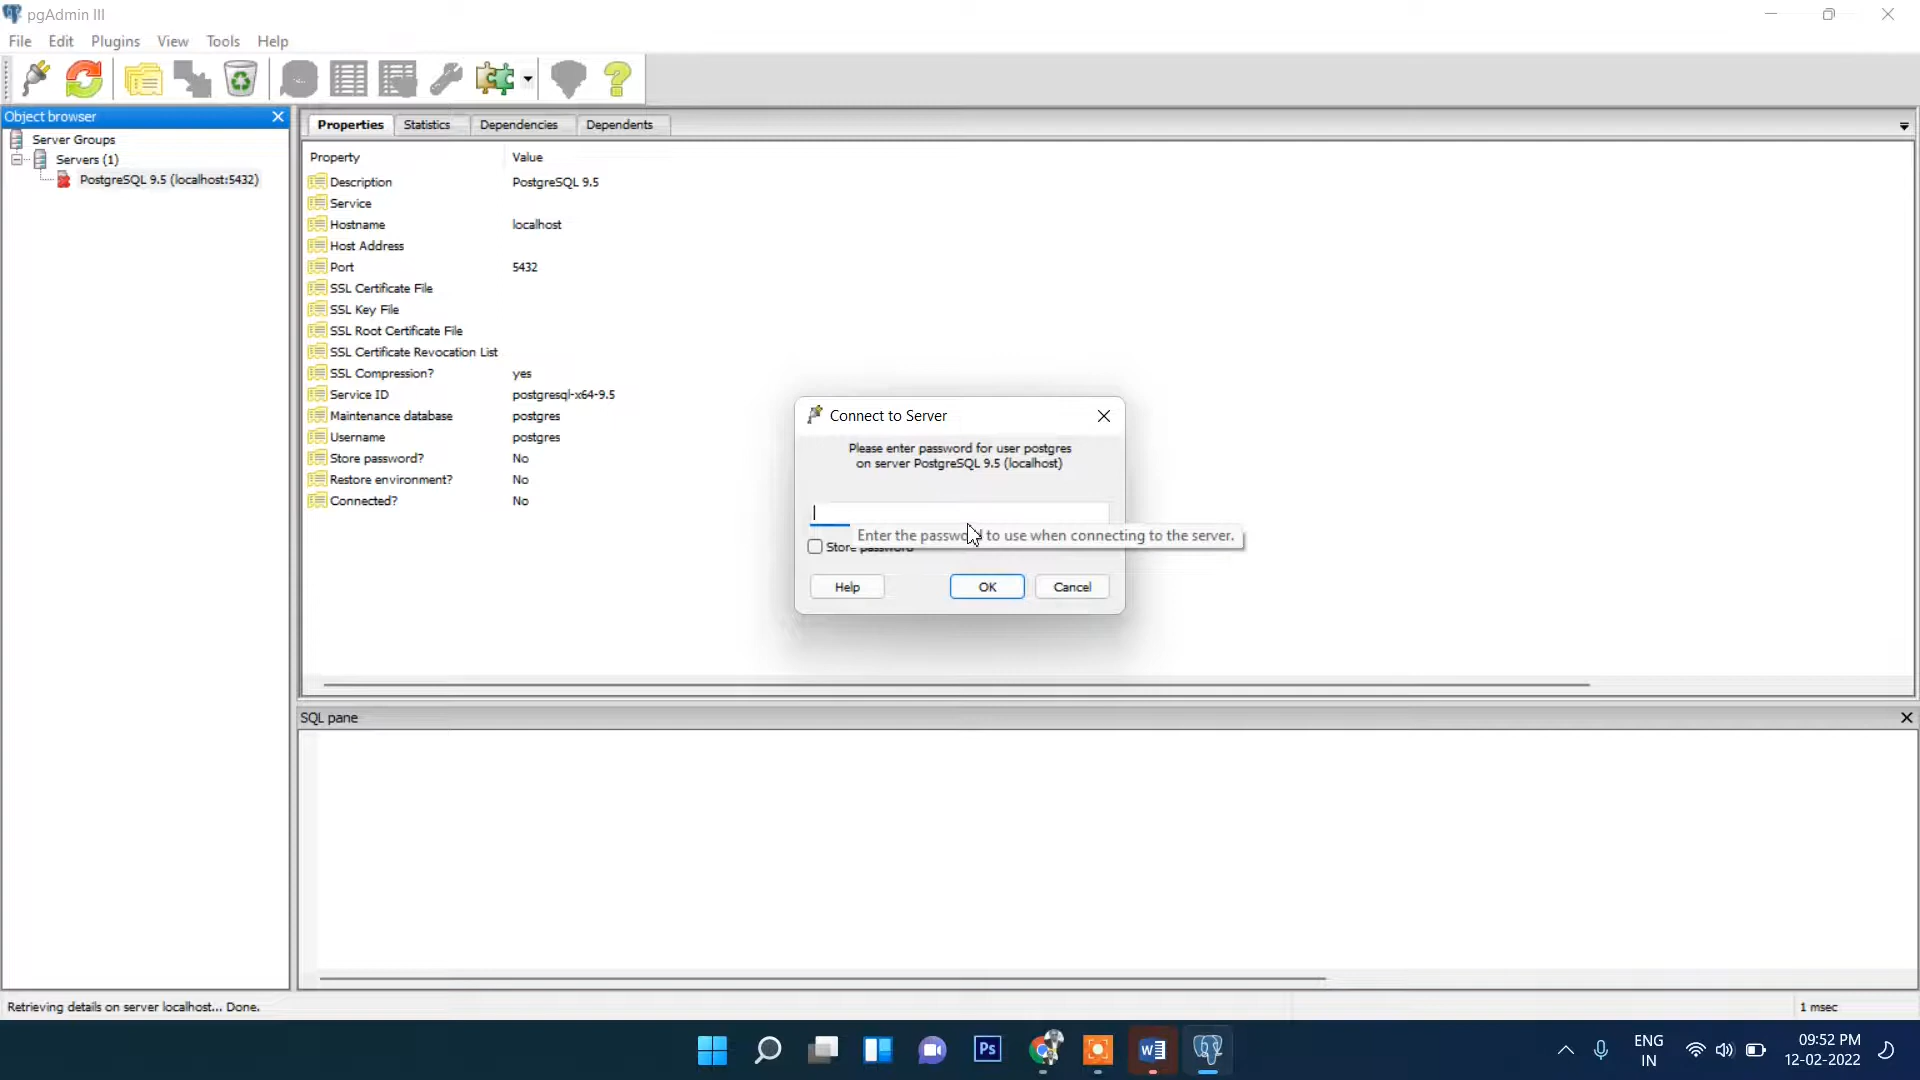 pgAdmin III
File Edit Plugins View Tools Help
Object browser
Server Groups
Servers (1)
PostgreSQL 9.5 (localhost:5432)
Properties Statistics Dependencies Dependents
Property Value
Description PostgreSQL 9.5
Service
Hostname localhost
Host Address
Port 5432
SSL Certificate File
SSL Key File
SSL Root Certificate File
SSL Certificate Revocation List
SSL Compression? yes
Service ID postgresql-x64-9.5
Maintenance database postgres
Username postgres
Store password? No
Restore environment? No
Connected? No
Connect to Server
Please enter password for user postgres
on server PostgreSQL 9.5 (localhost)
Enter the password to use when connecting to the server.
Store password
Help OK Cancel
SQL pane
Retrieving details on server localhost... Done. 1 msec
Ps
W
ENG
IN
09:52 PM
12-02-2022